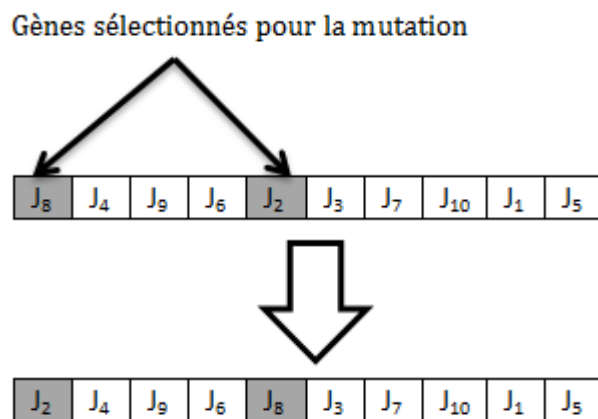 Gènes sélectionnés pour la mutation
J₈ J₄ J₉ J₆ J₂ J₃ J₇ J₁₀ J₁ J₅
J₂ J₄ J₉ J₆ J₈ J₃ J₇ J₁₀ J₁ J₅